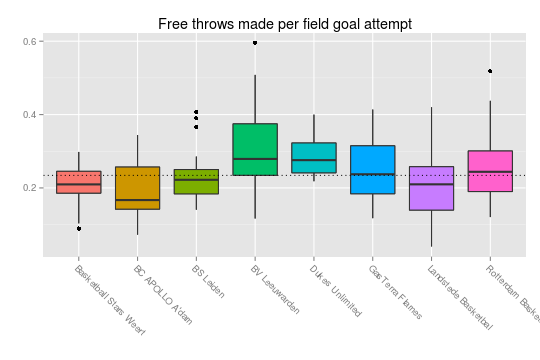 Free throws made per field goal attempt
0.6
0.4
0.2
Basketball Stars Weert
BC APOLLO A'dam
BS Leiden
BV Leeuwarden
Dukes Unlimited
GasTerra Flames
Landstede Basketbal
Rotterdam Basket